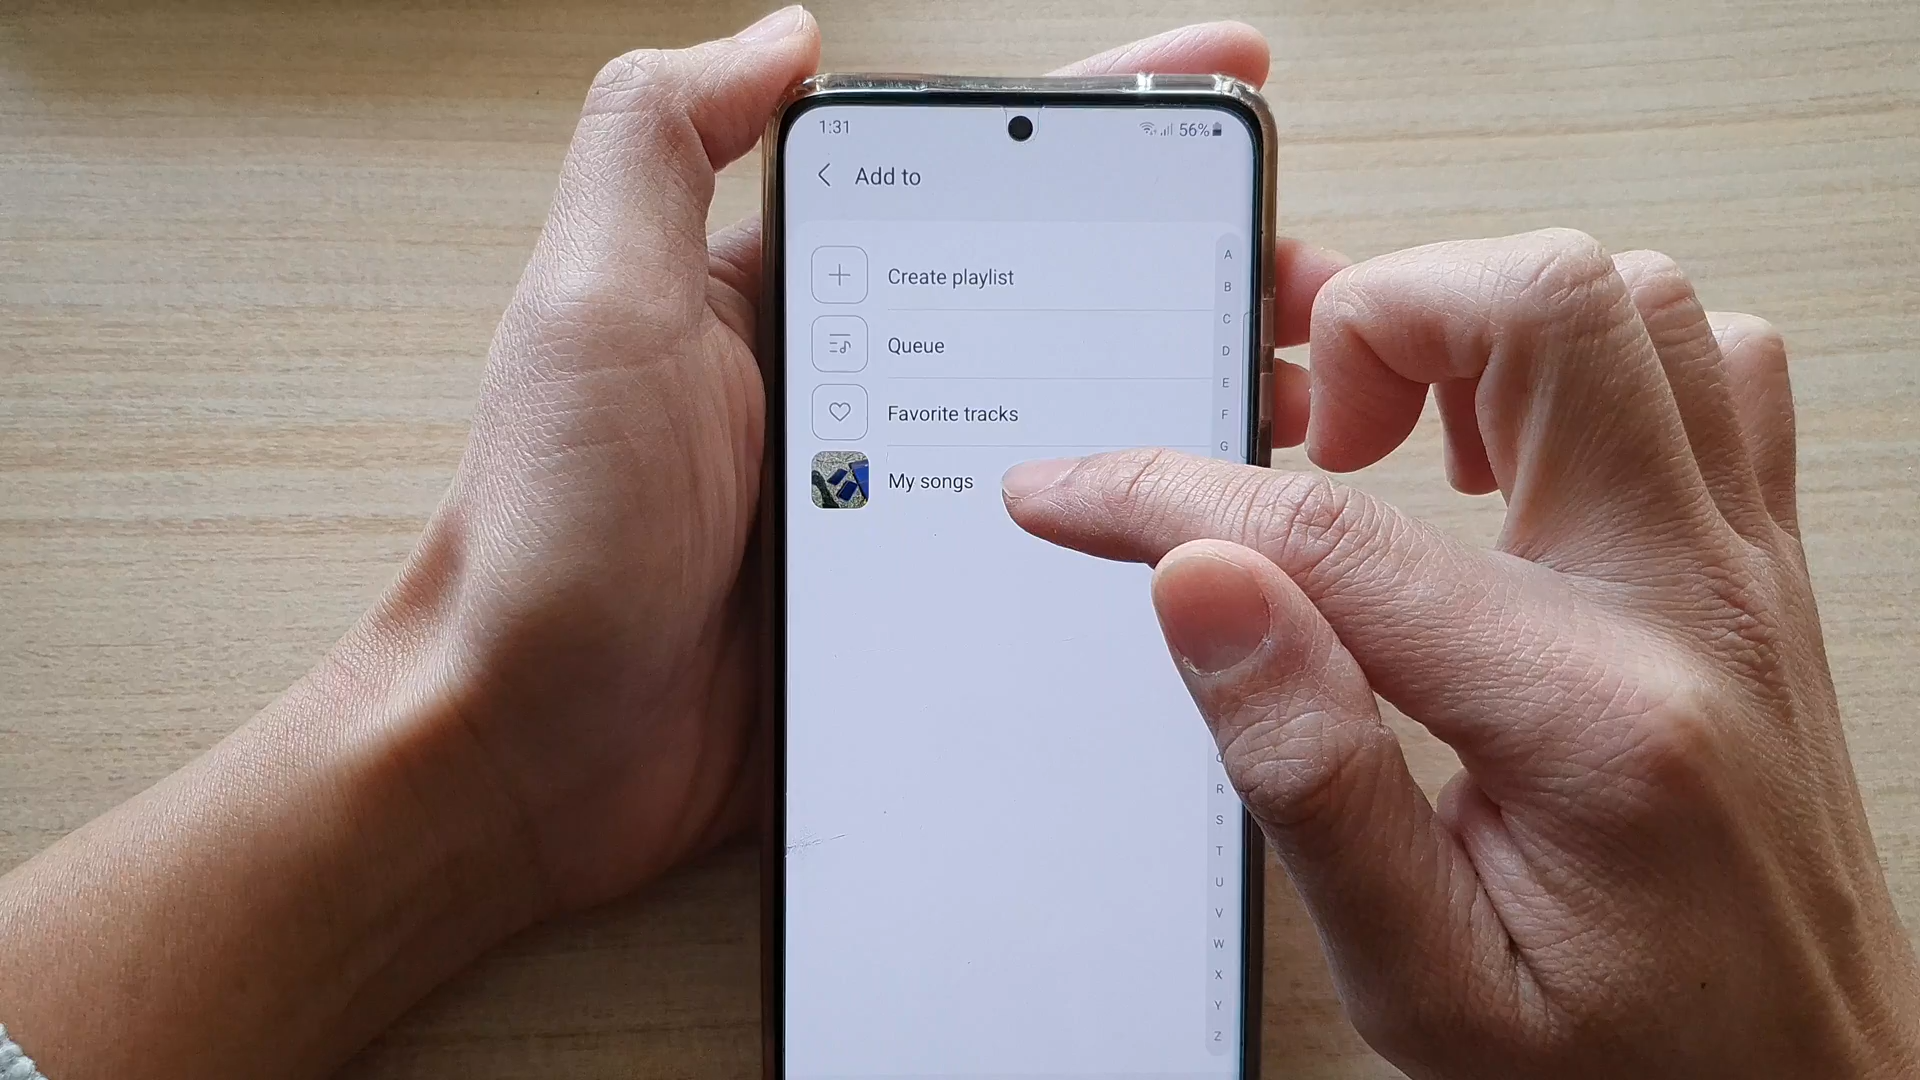 1:31
56%
Add to
Create playlist
Queue
Favorite tracks
My songs
A
B
C
D
E
F
G
R
S
T
U
V
W
X
Y
Z